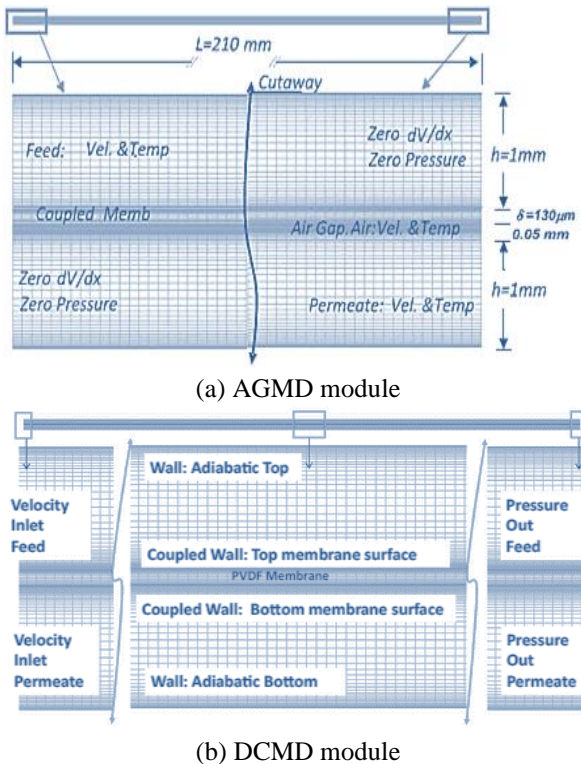 L=210 mm
Cutaway
Feed: Vel. &Temp
Zero dV/dx
Zero Pressure
h=1mm
Coupled Memb
δ=130μm
Air Gap. Air:Vel. &Temp
0.05 mm
Zero dV/dx
Zero Pressure
Permeate: Vel. &Temp
h=1mm
(a) AGMD module
Wall: Adiabatic Top
Velocity
Inlet
Feed
Pressure
Out
Feed
Coupled Wall: Top membrane surface
PVDF Membrane
Coupled Wall: Bottom membrane surface
Velocity
Inlet
Permeate
Pressure
Out
Permeate
Wall: Adiabatic Bottom
(b) DCMD module